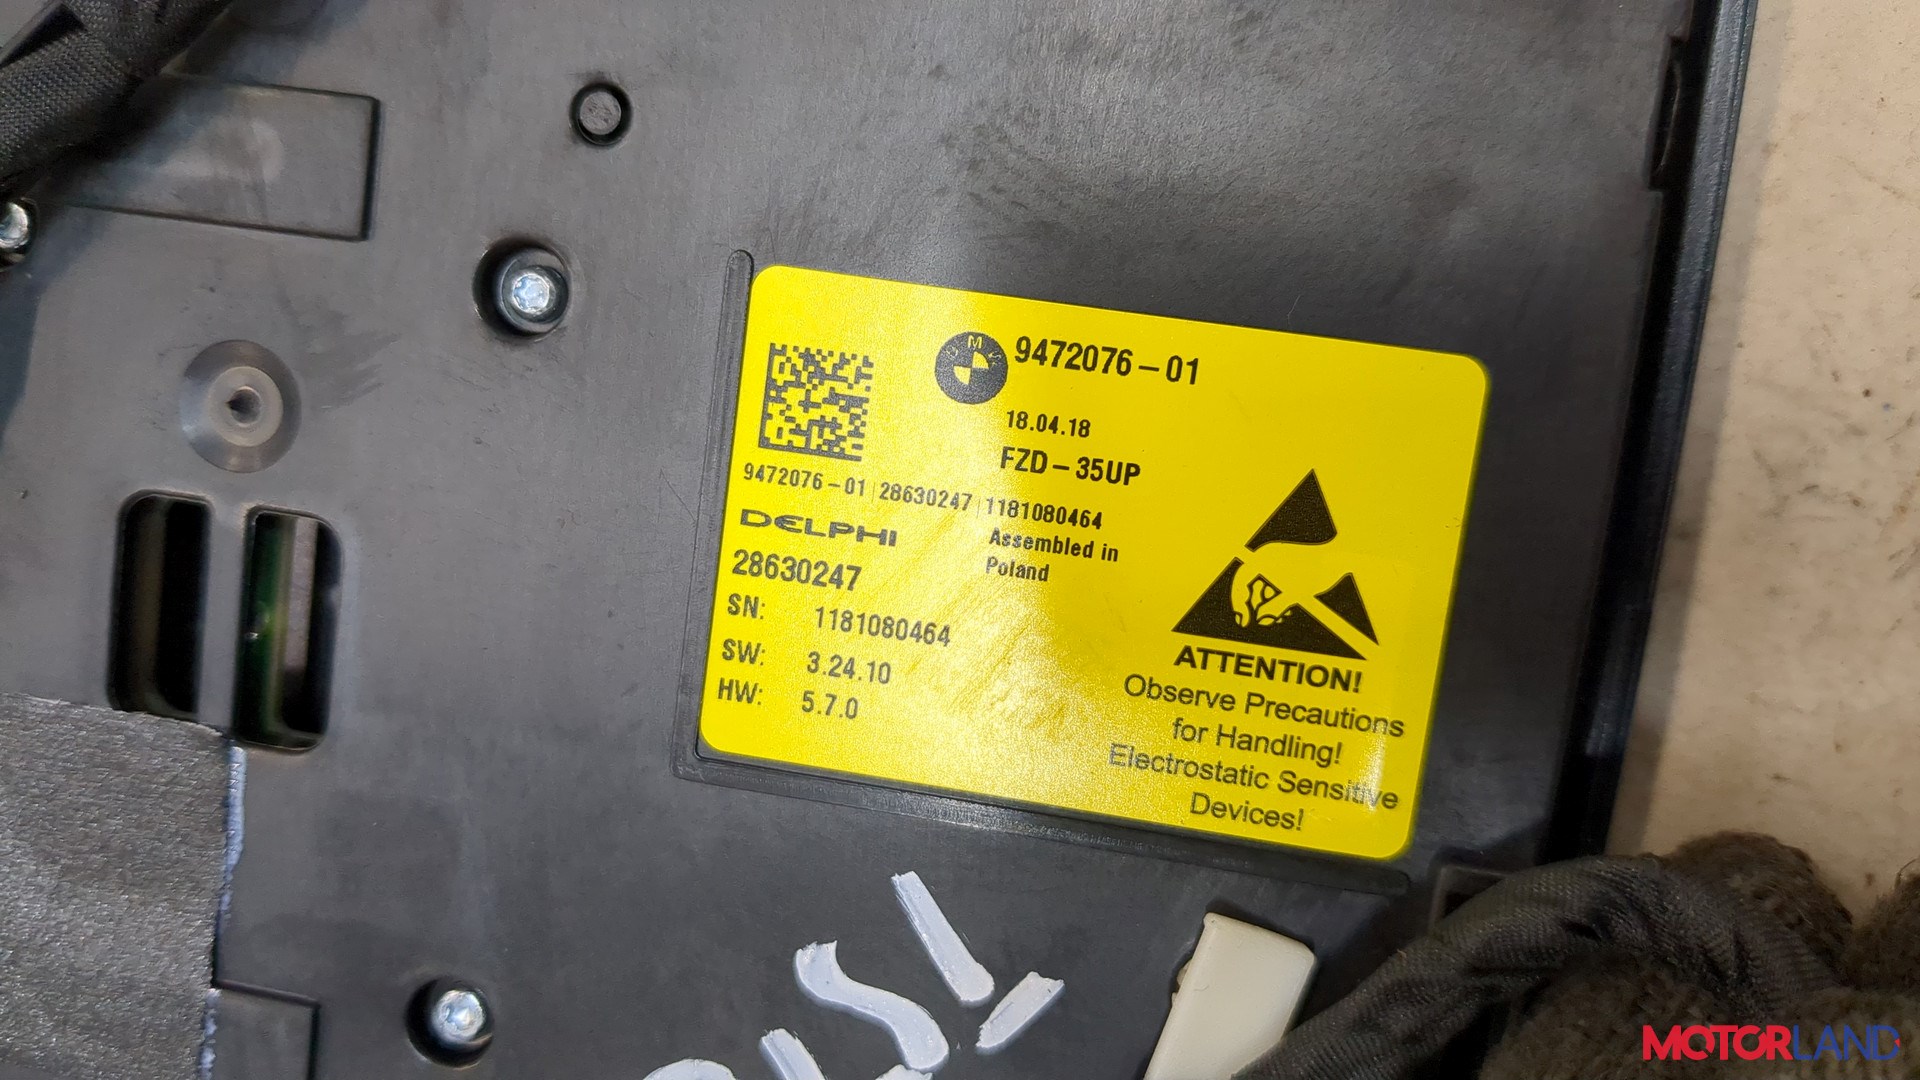 9472076-01
18.04.18
FZD-35UP
9472076-01|28630247|1181080464
DELPHI
Assembled in
Poland
28630247
SN: 1181080464
SW: 3.24.10
HW: 5.7.0
ATTENTION!
Observe Precautions
for Handling!
Electrostatic Sensitive
Devices!
MOTORLAND